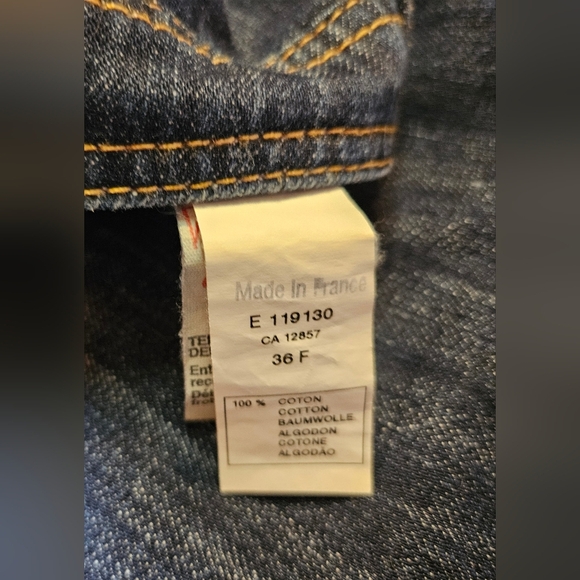 Made In France
E 119130
CA 12857
36 F
100 % COTON
COTTON
BAUMWOLLE
ALGODON
COTONE
ALGODÃO